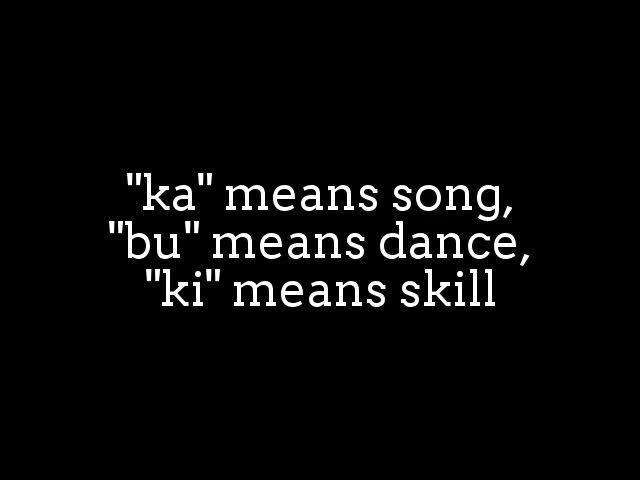 "ka" means song,
"bu" means dance,
"ki" means skill